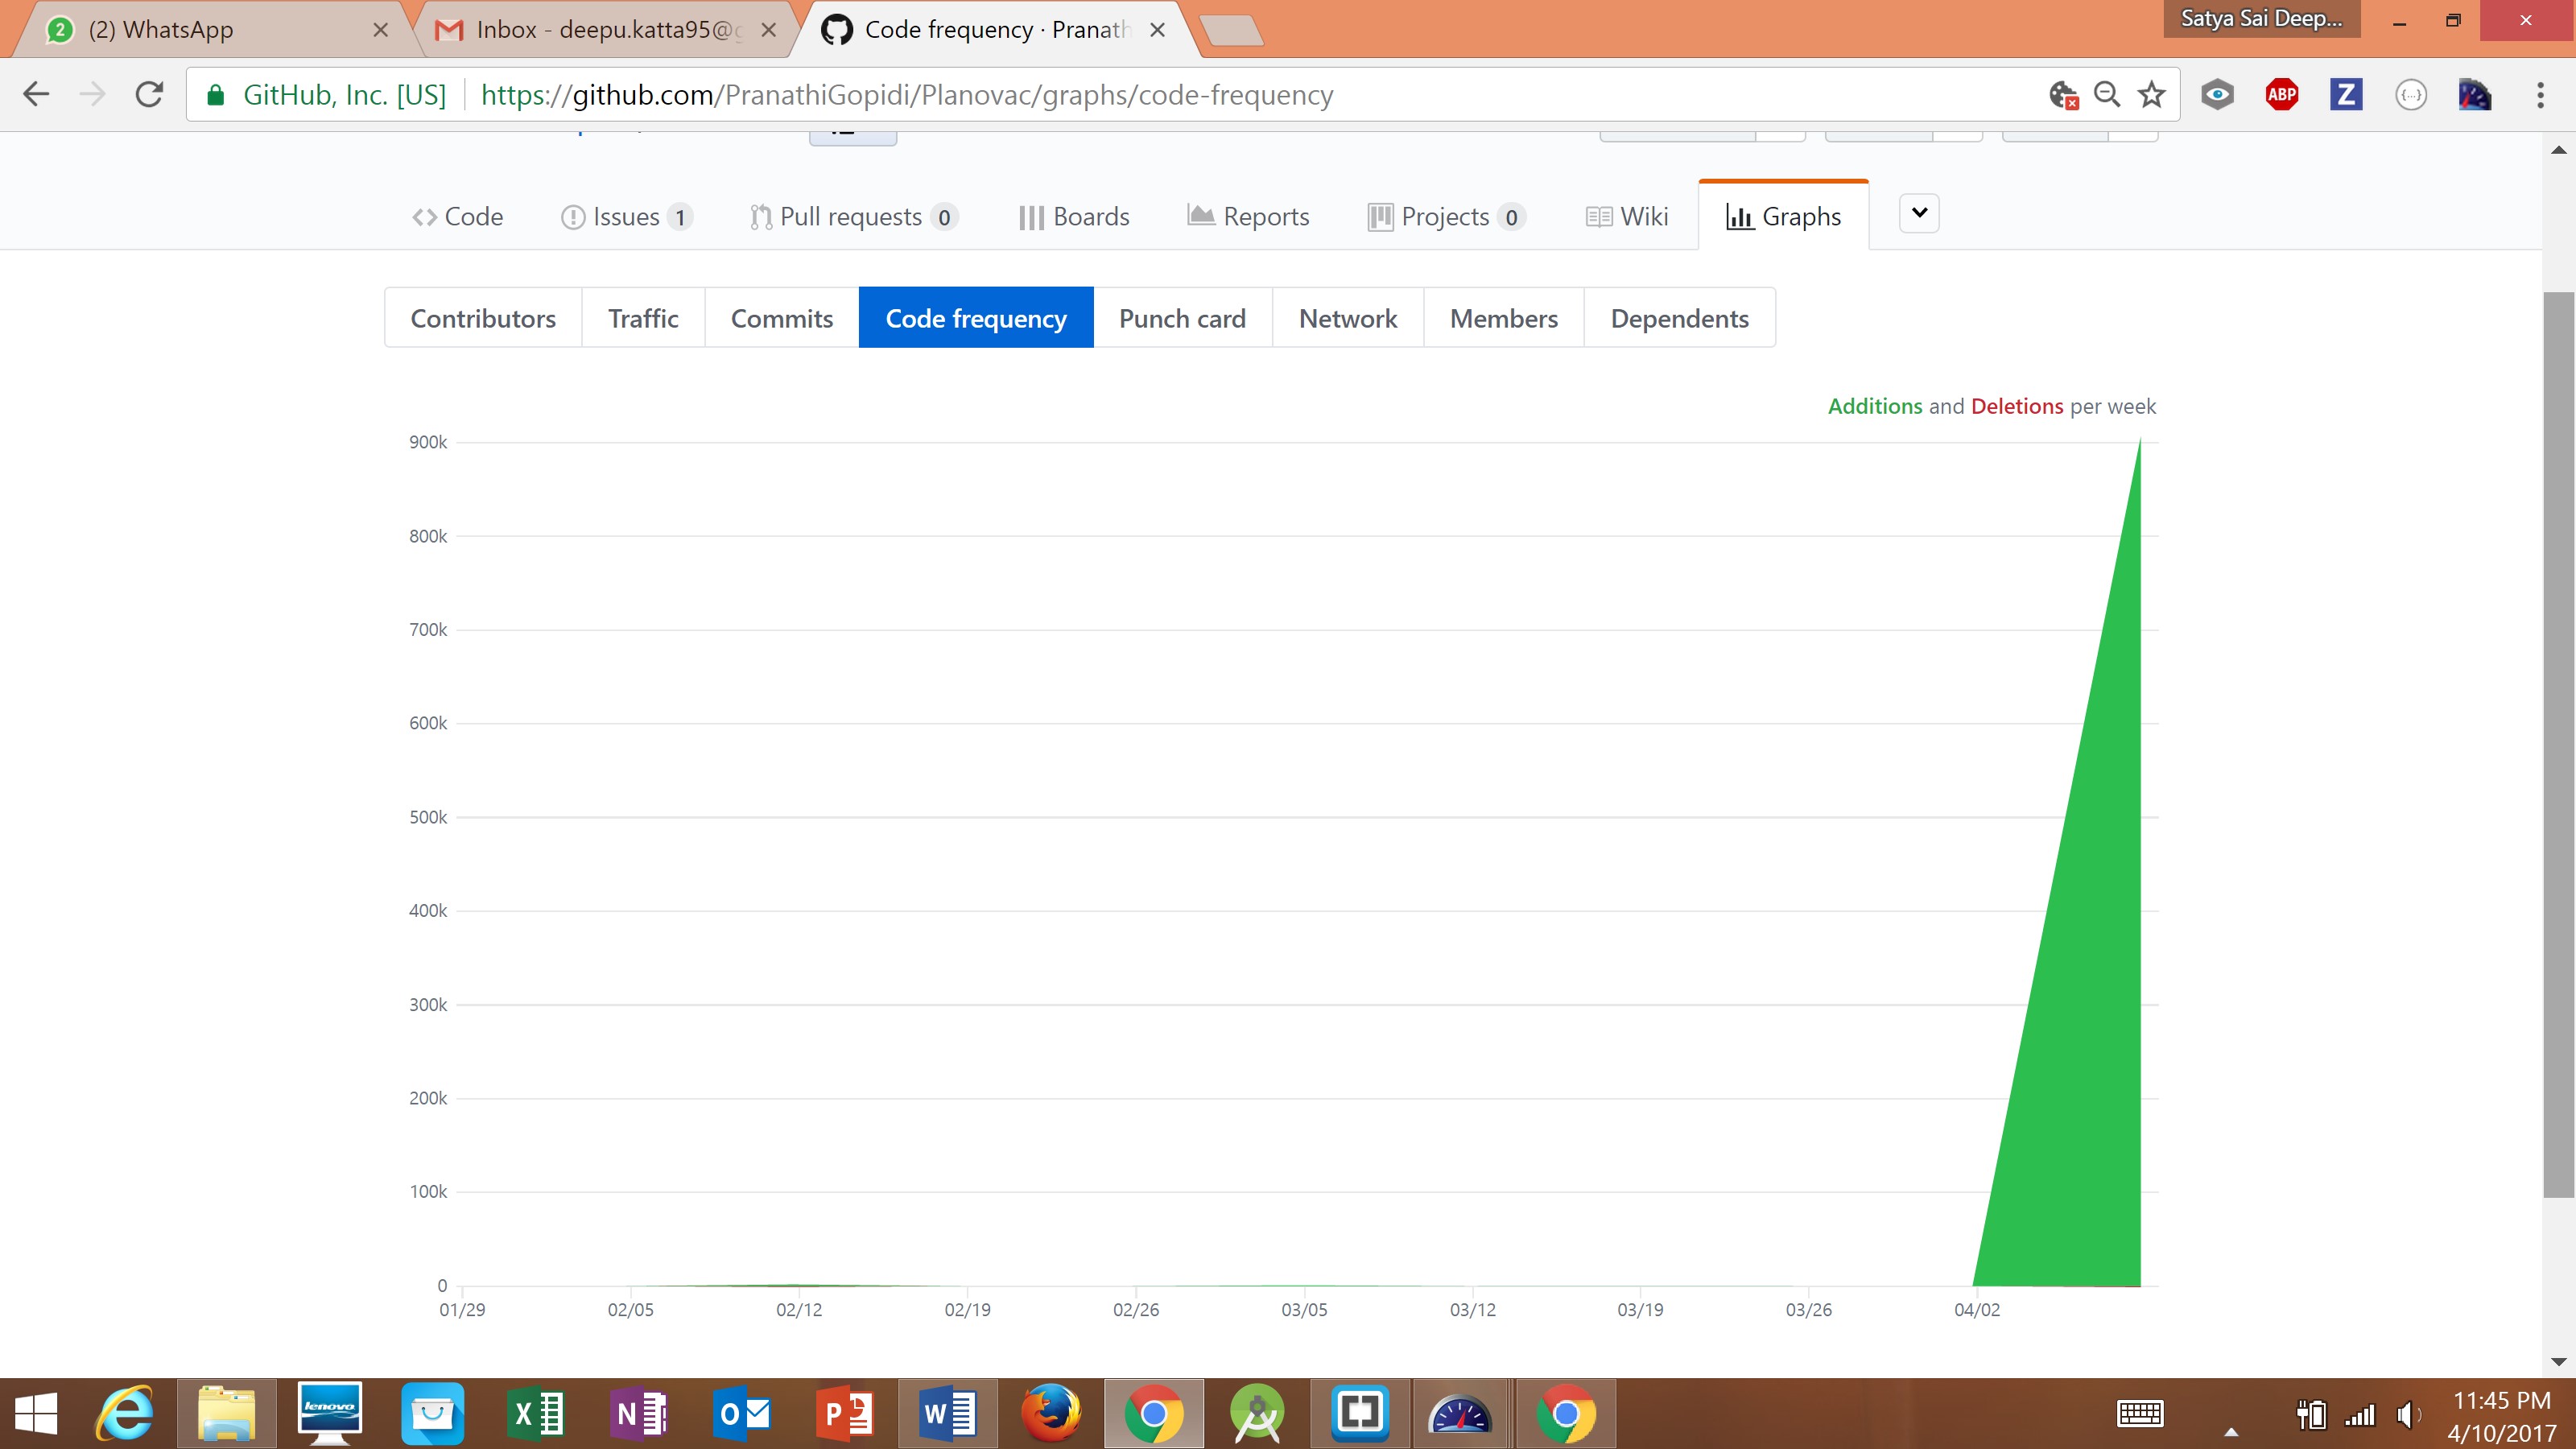 2 (2) WhatsApp
Inbox - deepu.katta95@g
Code frequency · Pranath
Satya Sai Deep...
GitHub, Inc. [US]
https://github.com/PranathiGopidi/Planovac/graphs/code-frequency
ABP
Z
{...}
Code
Issues 1
Pull requests 0
Boards
Reports
Projects 0
Wiki
Graphs
Contributors
Traffic
Commits
Code frequency
Punch card
Network
Members
Dependents
Additions and Deletions per week
900k
800k
700k
600k
500k
400k
300k
200k
100k
0
01/29
02/05
02/12
02/19
02/26
03/05
03/12
03/19
03/26
04/02
lenovo
11:45 PM
4/10/2017